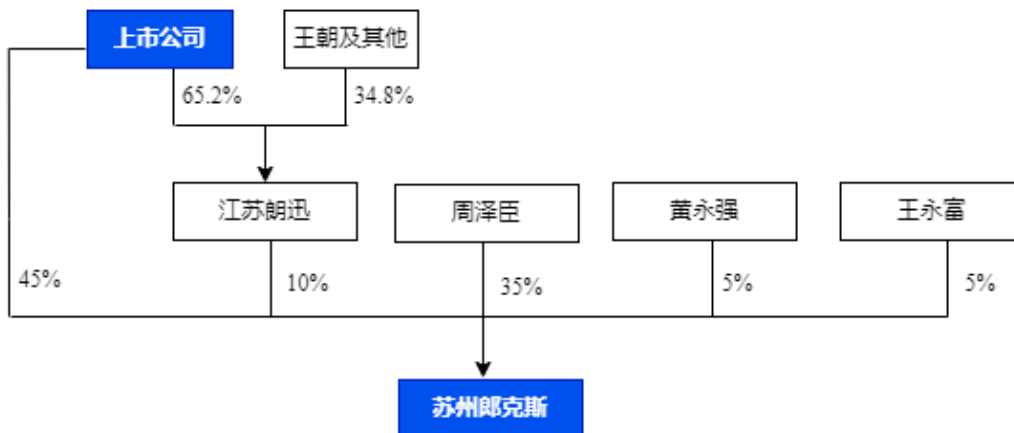 上市公司
王朝及其他
65.2%
34.8%
江苏朗迅
周泽臣
黄永强
王永富
45%
10%
35%
5%
5%
苏州郎克斯